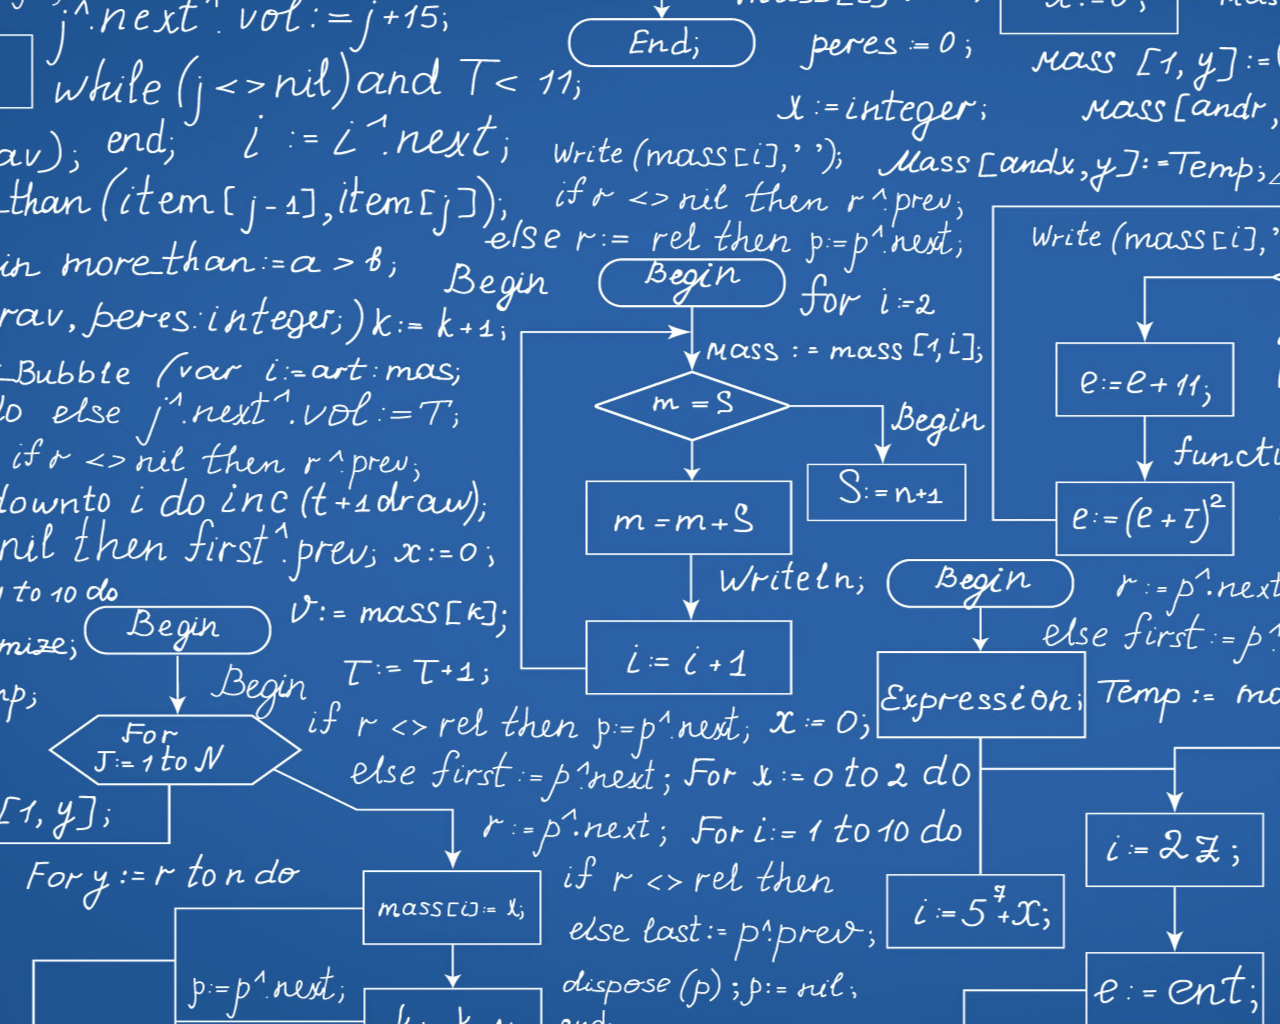 j^.next^.vol:=j+15;
while (j<>nil) and T< 11;
end; i := i^.next;
av);
than (item[j-1],item[j]);
in more_than:=a > b;
rav, peres:integer;) k:= k+1;
Bubble (var i:=art:mas;
do else j^.next^.vol:=T;
if r <> nil then r^.prev;
downto i do inc (t+1draw);
nil then first^.prev; x:=0;
y to 10 do
mize;
mp;
Begin
v:= mass[k];
T:= T+1;
Begin
For
J:=1 to N
[1, y];
For y:=r to n do
mass[i]:= x;
p:=p^.next;
End;
peres := 0;
x :=integer;
Write (mass[i],' ');
if r <> nil then r^.prev;
else r:= rel then p:=p^.next;
Begin
Begin
for i:=2
mass := mass [1,i];
m = S
Begin
S:=n+1
m =m+S
Writeln;
i:= i+1
if r <> rel then p:=p^.next; x:= 0;
else first:=p^.next; For x:=0 to 2 do
r:=p^.next; For i:= 1 to 10 do
if r <> rel then
else last:= p^.prev;
dispose (p) ;p:= nil;
end;
x:=0;
Mass [1, y]:=
Mass[andr,
Mass [andx,y]:=Temp;
Write (mass[i],'
e:=e+11;
functi
e:=(e+τ)²
Begin
r:=p^.next
else first:=p^.
Expression;
Temp:= ma
i:=2z;
i:=5⁷+x;
e:=ent;